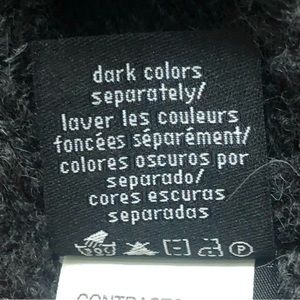 dark colors
separately/
laver les couleurs
foncées séparément/
colores oscuros por
separado/
cores escuras
separadas
P